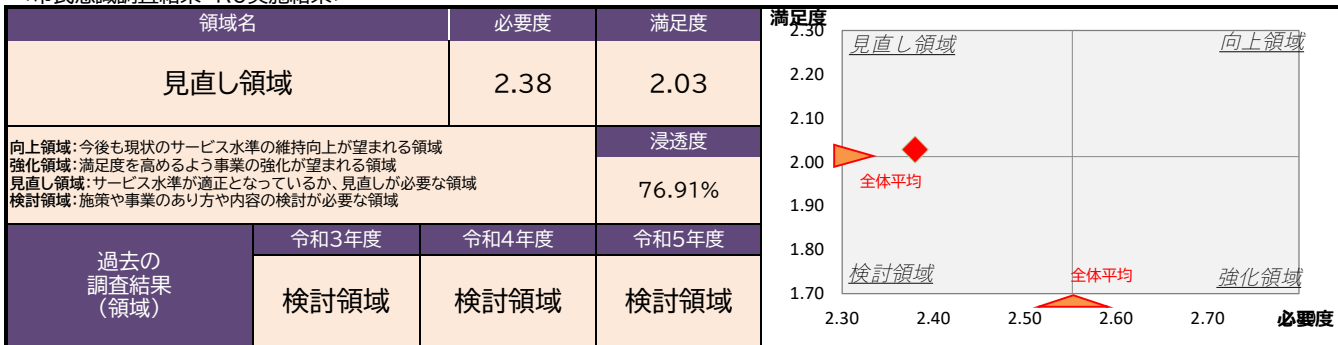 領域名 必要度 満足度
見直し領域 2.38 2.03
向上領域:今後も現状のサービス水準の維持向上が望まれる領域
強化領域:満足度を高めるよう事業の強化が望まれる領域
見直し領域:サービス水準が適正となっているか、見直しが必要な領域
検討領域:施策や事業のあり方や内容の検討が必要な領域
浸透度
76.91%
過去の
調査結果
(領域)
令和3年度 令和4年度 令和5年度
検討領域 検討領域 検討領域
満足度
2.30
2.20
2.10
2.00
1.90
1.80
1.70
見直し領域 向上領域
全体平均
検討領域 全体平均 強化領域
2.30 2.40 2.50 2.60 2.70
必要度